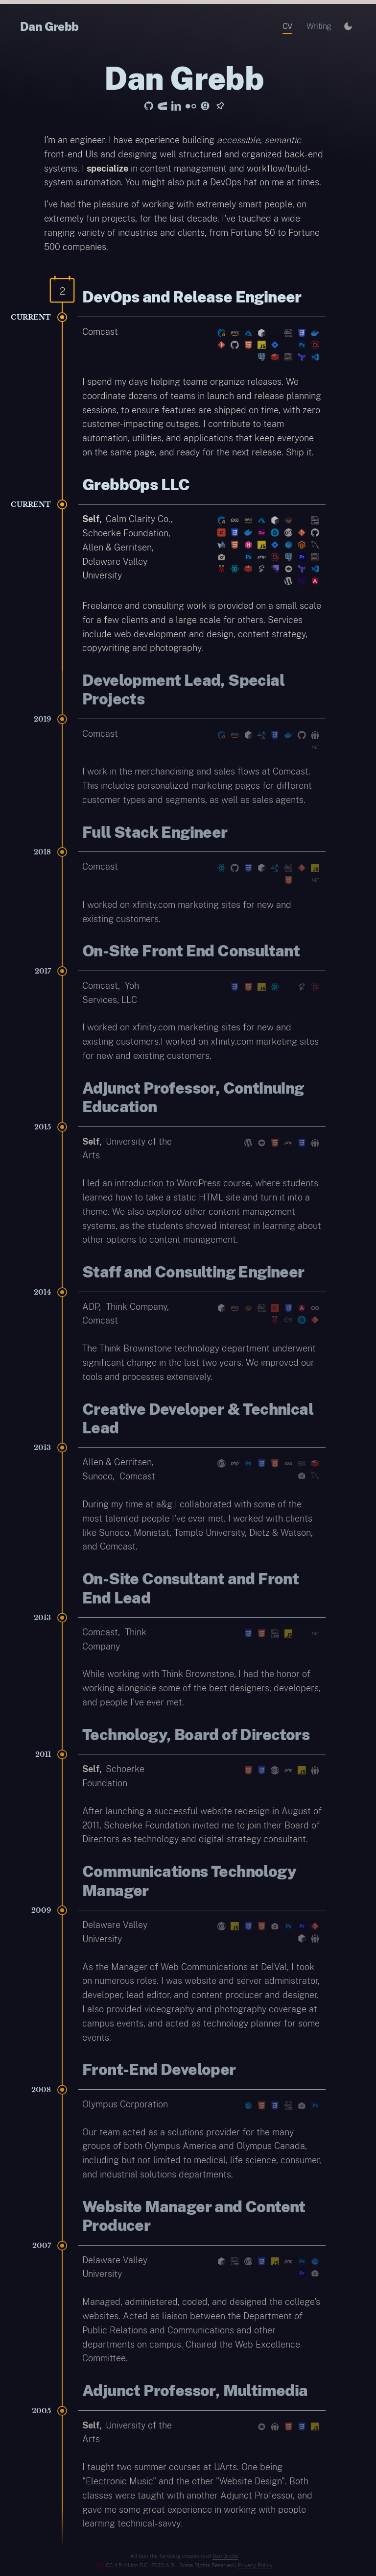 Dan Grebb
CV Writing
Dan Grebb
I'm an engineer. I have experience building accessible, semantic
front-end UIs and designing well structured and organized back-end
systems. I specialize in content management and workflow/build-
system automation. You might also put a DevOps hat on me at times.
I've had the pleasure of working with extremely smart people, on
extremely fun projects, for the last decade. I've touched a wide
ranging variety of industries and clients, from Fortune 50 to Fortune
500 companies.
2
DevOps and Release Engineer
CURRENT
Comcast
I spend my days helping teams organize releases. We
coordinate dozens of teams in launch and release planning
sessions, to ensure features are shipped on time, with zero
customer-impacting outages. I contribute to team
automation, utilities, and applications that keep everyone
on the same page, and ready for the next release. Ship it.
GrebbOps LLC
CURRENT
Self, Calm Clarity Co.,
Schoerke Foundation,
Allen & Gerritsen,
Delaware Valley
University
Freelance and consulting work is provided on a small scale
for a few clients and a large scale for others. Services
include web development and design, content strategy,
copywriting and photography.
Development Lead, Special
Projects
2019
Comcast
I work in the merchandising and sales flows at Comcast.
This includes personalized marketing pages for different
customer types and segments, as well as sales agents.
Full Stack Engineer
2018
Comcast
I worked on xfinity.com marketing sites for new and
existing customers.
On-Site Front End Consultant
2017
Comcast, Yoh
Services, LLC
I worked on xfinity.com marketing sites for new and
existing customers.I worked on xfinity.com marketing sites
for new and existing customers.
Adjunct Professor, Continuing
Education
2015
Self, University of the
Arts
I led an introduction to WordPress course, where students
learned how to take a static HTML site and turn it into a
theme. We also explored other content management
systems, as the students showed interest in learning about
other options to content management.
Staff and Consulting Engineer
2014
ADP, Think Company,
Comcast
The Think Brownstone technology department underwent
significant change in the last two years. We improved our
tools and processes extensively.
Creative Developer & Technical
Lead
2013
Allen & Gerritsen,
Sunoco, Comcast
During my time at a&g I collaborated with some of the
most talented people I've ever met. I worked with clients
like Sunoco, Monistat, Temple University, Dietz & Watson,
and Comcast.
On-Site Consultant and Front
End Lead
2013
Comcast, Think
Company
While working with Think Brownstone, I had the honor of
working alongside some of the best designers, developers,
and people I've ever met.
Technology, Board of Directors
2011
Self, Schoerke
Foundation
After launching a successful website redesign in August of
2011, Schoerke Foundation invited me to join their Board of
Directors as technology and digital strategy consultant.
Communications Technology
Manager
2009
Delaware Valley
University
As the Manager of Web Communications at DelVal, I took
on numerous roles. I was website and server administrator,
developer, lead editor, and content producer and designer.
I also provided videography and photography coverage at
campus events, and acted as technology planner for some
events.
Front-End Developer
2008
Olympus Corporation
Our team acted as a solutions provider for the many
groups of both Olympus America and Olympus Canada,
including but not limited to medical, life science, consumer,
and industrial solutions departments.
Website Manager and Content
Producer
2007
Delaware Valley
University
Managed, administered, coded, and designed the college's
websites. Acted as liaison between the Department of
Public Relations and Communications and other
departments on campus. Chaired the Web Excellence
Committee.
Adjunct Professor, Multimedia
2005
Self, University of the
Arts
I taught two summer courses at UArts. One being
"Electronic Music" and the other "Website Design". Both
classes were taught with another Adjunct Professor, and
gave me some great experience in working with people
learning technical-savvy.